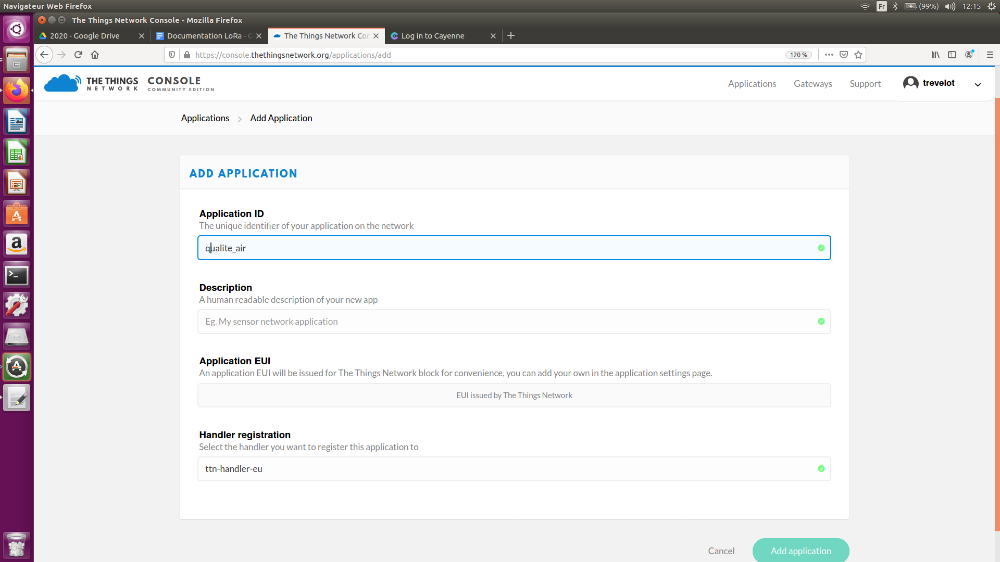 Navigateur Web Firefox
Fr
(99%)
12:15
The Things Network Console - Mozilla Firefox
2020 - Google Drive
Documentation LoRa - G
The Things Network Con
Log in to Cayenne
https://console.thethingsnetwork.org/applications/add
120 %
THE THINGS
NETWORK
CONSOLE
COMMUNITY EDITION
Applications
Gateways
Support
trevelot
Applications
Add Application
ADD APPLICATION
Application ID
The unique identifier of your application on the network
qualite_air
Description
A human readable description of your new app
Eg. My sensor network application
Application EUI
An application EUI will be issued for The Things Network block for convenience, you can add your own in the application settings page.
EUI issued by The Things Network
Handler registration
Select the handler you want to register this application to
ttn-handler-eu
Cancel
Add application